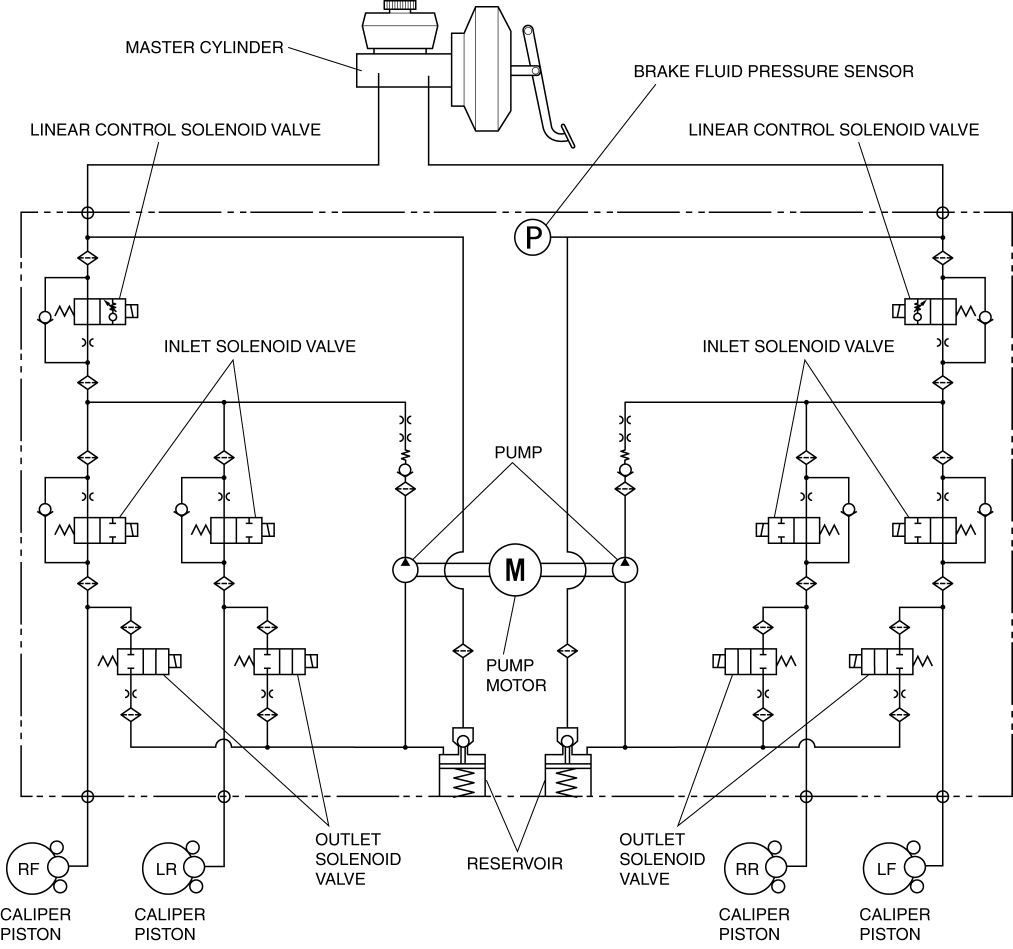 MASTER CYLINDER
BRAKE FLUID PRESSURE SENSOR
LINEAR CONTROL SOLENOID VALVE
LINEAR CONTROL SOLENOID VALVE
P
INLET SOLENOID VALVE
INLET SOLENOID VALVE
PUMP
M
PUMP
MOTOR
OUTLET
SOLENOID
VALVE
RESERVOIR
OUTLET
SOLENOID
VALVE
RF
LR
RR
LF
CALIPER
PISTON
CALIPER
PISTON
CALIPER
PISTON
CALIPER
PISTON